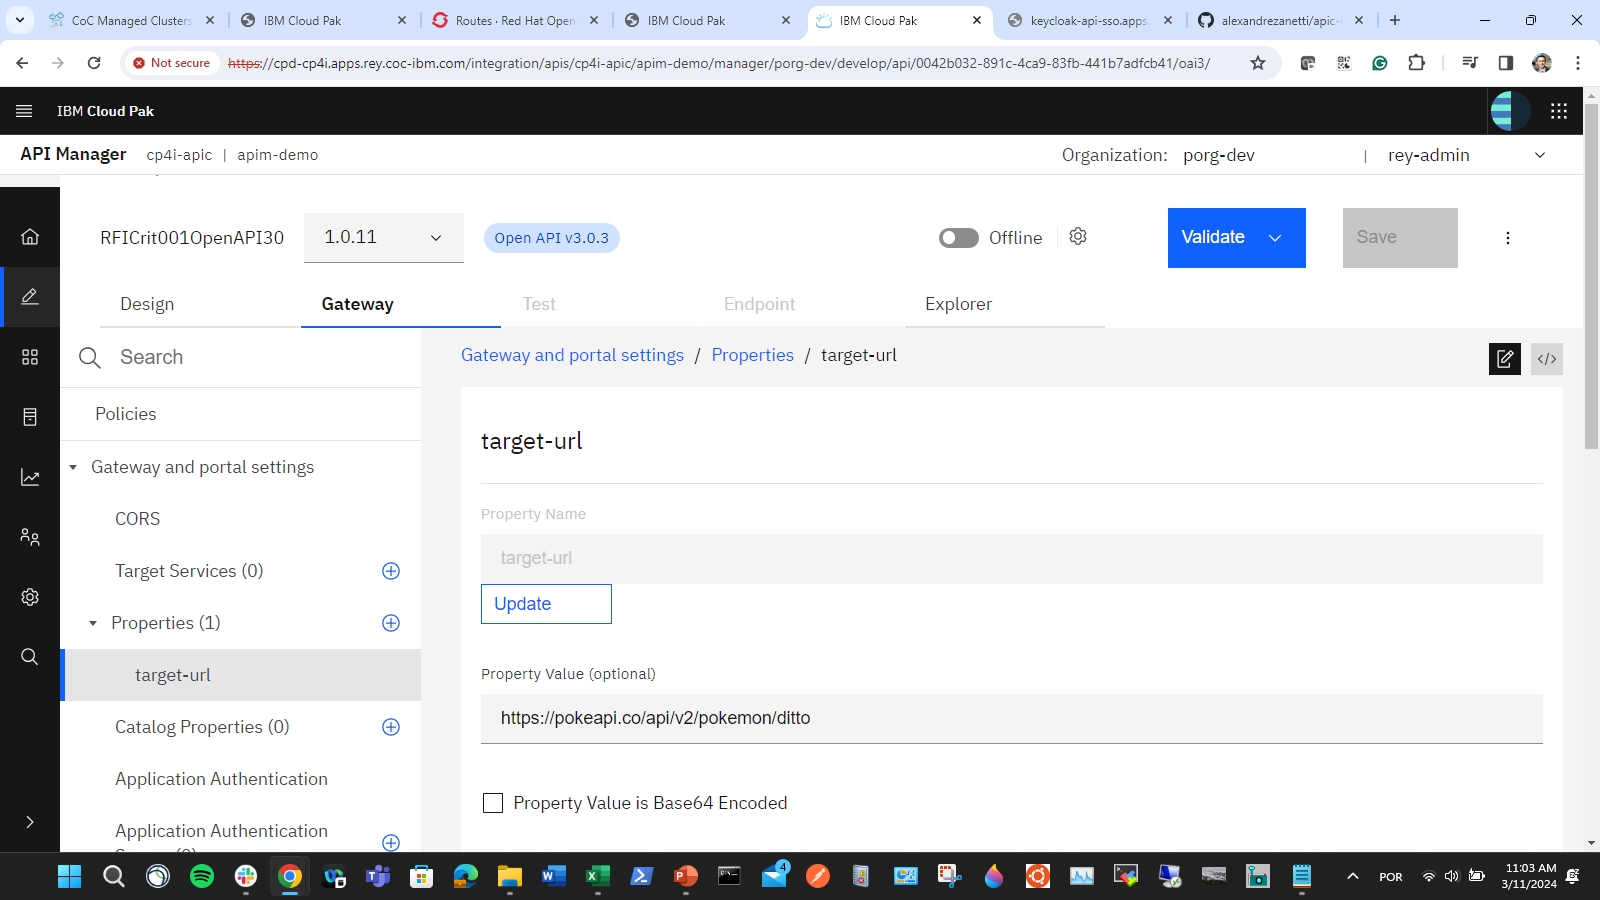 CoC Managed Clusters
IBM Cloud Pak
Routes · Red Hat Open
IBM Cloud Pak
IBM Cloud Pak
keycloak-api-sso.apps.
alexandrezanetti/apic-
Not secure
https://cpd-cp4i.apps.rey.coc-ibm.com/integration/apis/cp4i-apic/apim-demo/manager/porg-dev/develop/api/0042b032-891c-4ca9-83fb-441b7adfcb41/oai3/
IBM Cloud Pak
API Manager cp4i-apic | apim-demo
Organization: porg-dev | rey-admin
RFICrit001OpenAPI30 1.0.11 Open API v3.0.3 Offline Validate Save
Design Gateway Test Endpoint Explorer
Search
Gateway and portal settings / Properties / target-url
</>
Policies
Gateway and portal settings
CORS
Target Services (0)
Properties (1)
target-url
Catalog Properties (0)
Application Authentication
Application Authentication
target-url
Property Name
target-url
Update
Property Value (optional)
https://pokeapi.co/api/v2/pokemon/ditto
Property Value is Base64 Encoded
4
POR
11:03 AM
3/11/2024